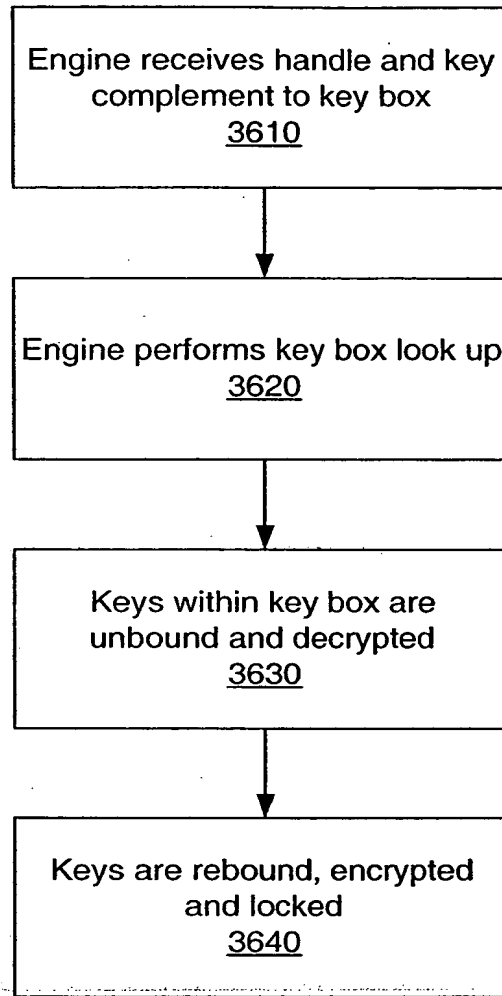 Engine receives handle and key
complement to key box
3610
Engine performs key box look up
3620
Keys within key box are
unbound and decrypted
3630
Keys are rebound, encrypted
and locked
3640